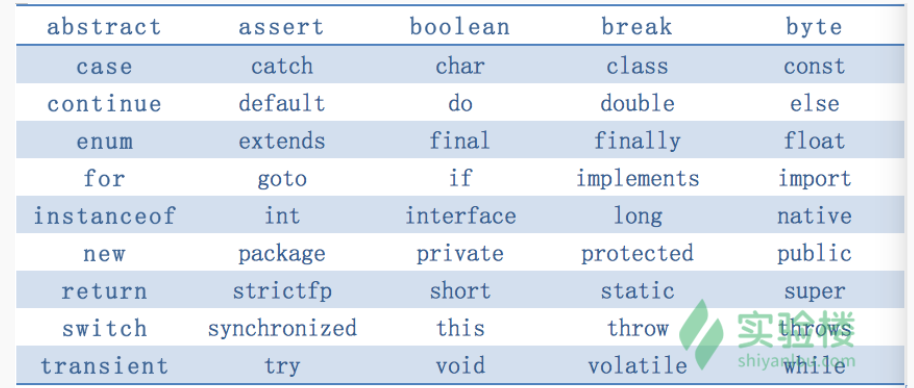 abstract assert boolean break byte
case catch char class const
continue default do double else
enum extends final finally float
for goto if implements import
instanceof int interface long native
new package private protected public
return strictfp short static super
switch synchronized this throw throws
transient try void volatile while
实验楼
shiyanlou.com